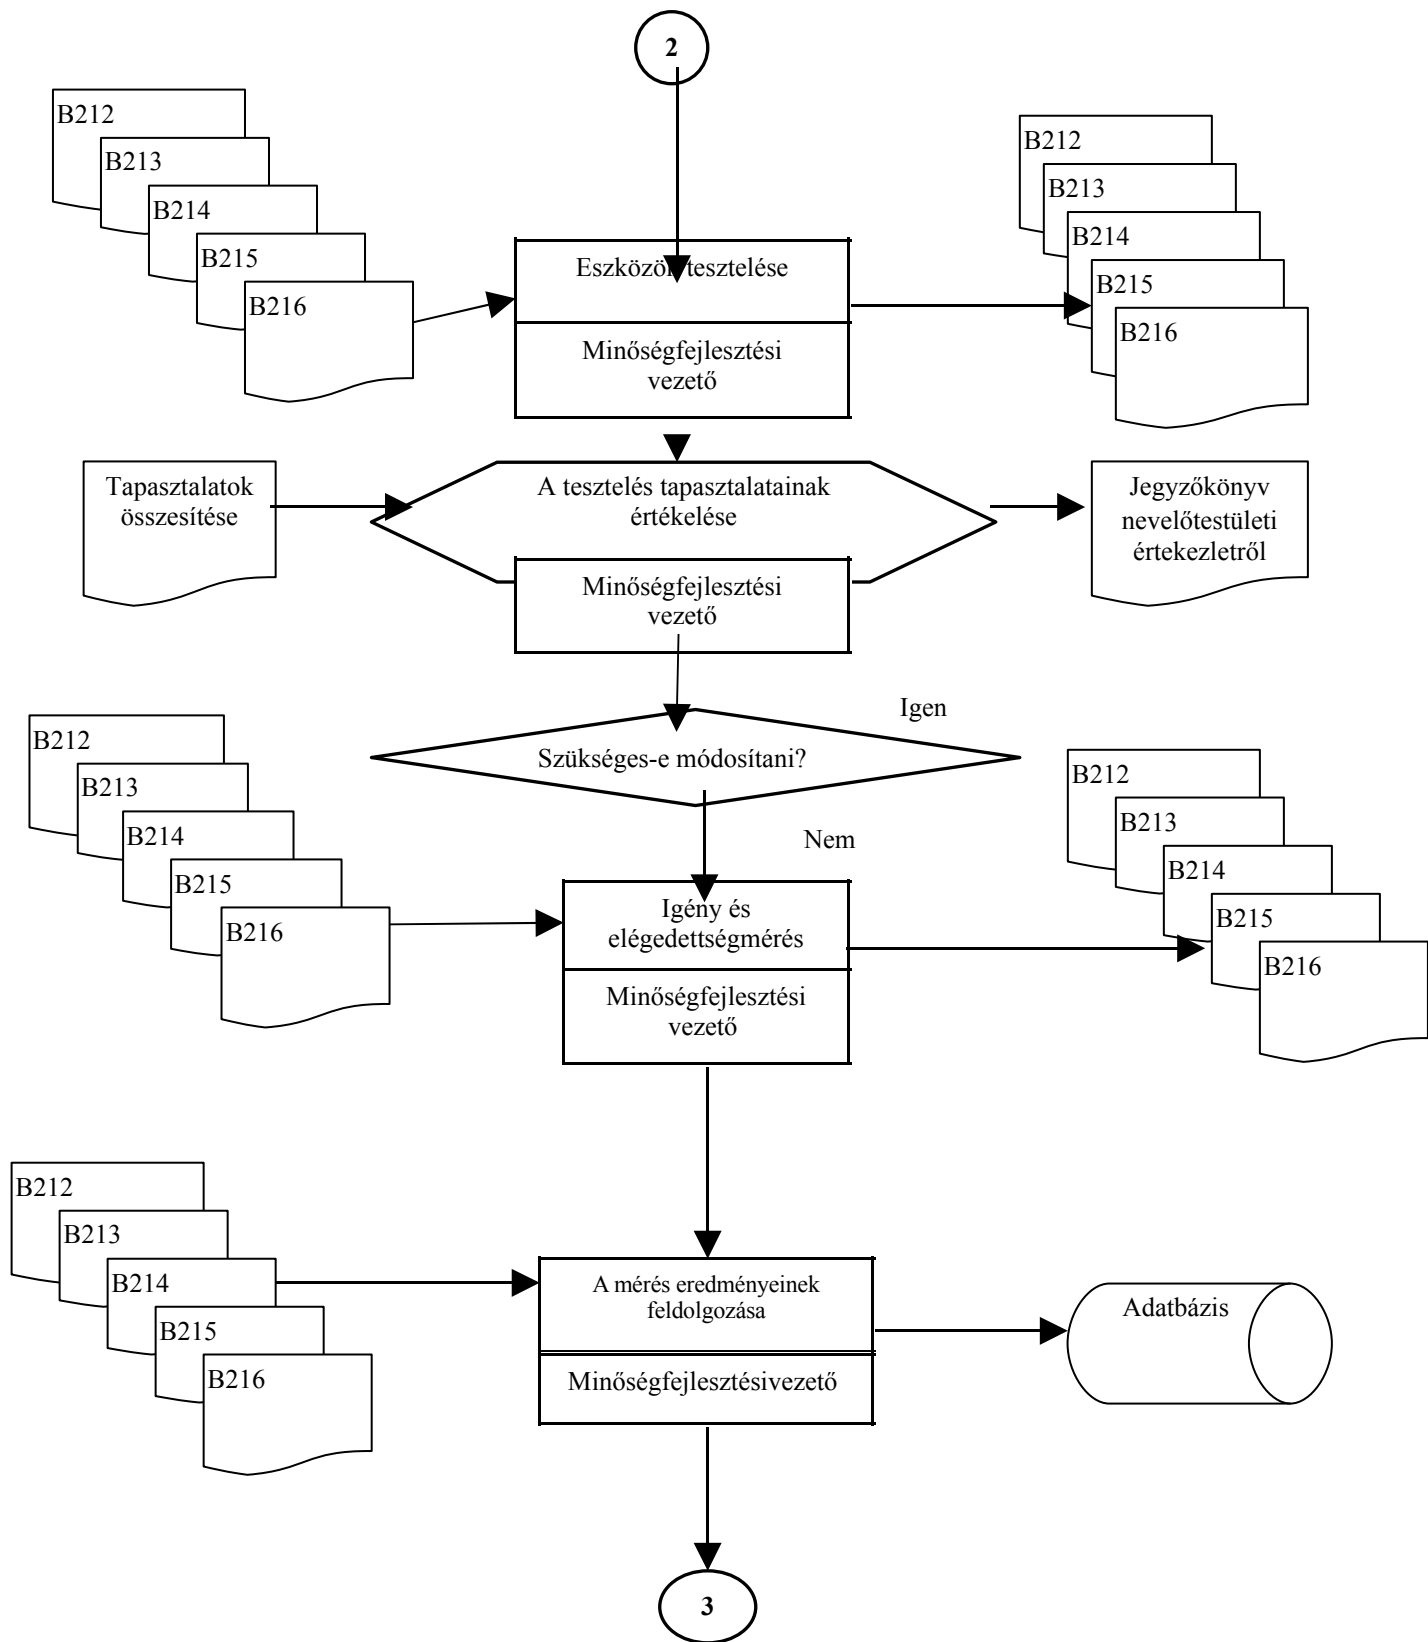 2
B212
B213
B214
B215
B216
Eszközök tesztelése
Minőségfejlesztési
vezető
B212
B213
B214
B215
B216
Tapasztalatok
összesítése
A tesztelés tapasztalatainak
értékelése
Minőségfejlesztési
vezető
Jegyzőkönyv
nevelőtestületi
értekezletről
Igen
Szükséges-e módosítani?
Nem
B212
B213
B214
B215
B216
Igény és
elégedettségmérés
Minőségfejlesztési
vezető
B212
B213
B214
B215
B216
B212
B213
B214
B215
B216
A mérés eredményeinek
feldolgozása
Minőségfejlesztésivezető
Adatbázis
3